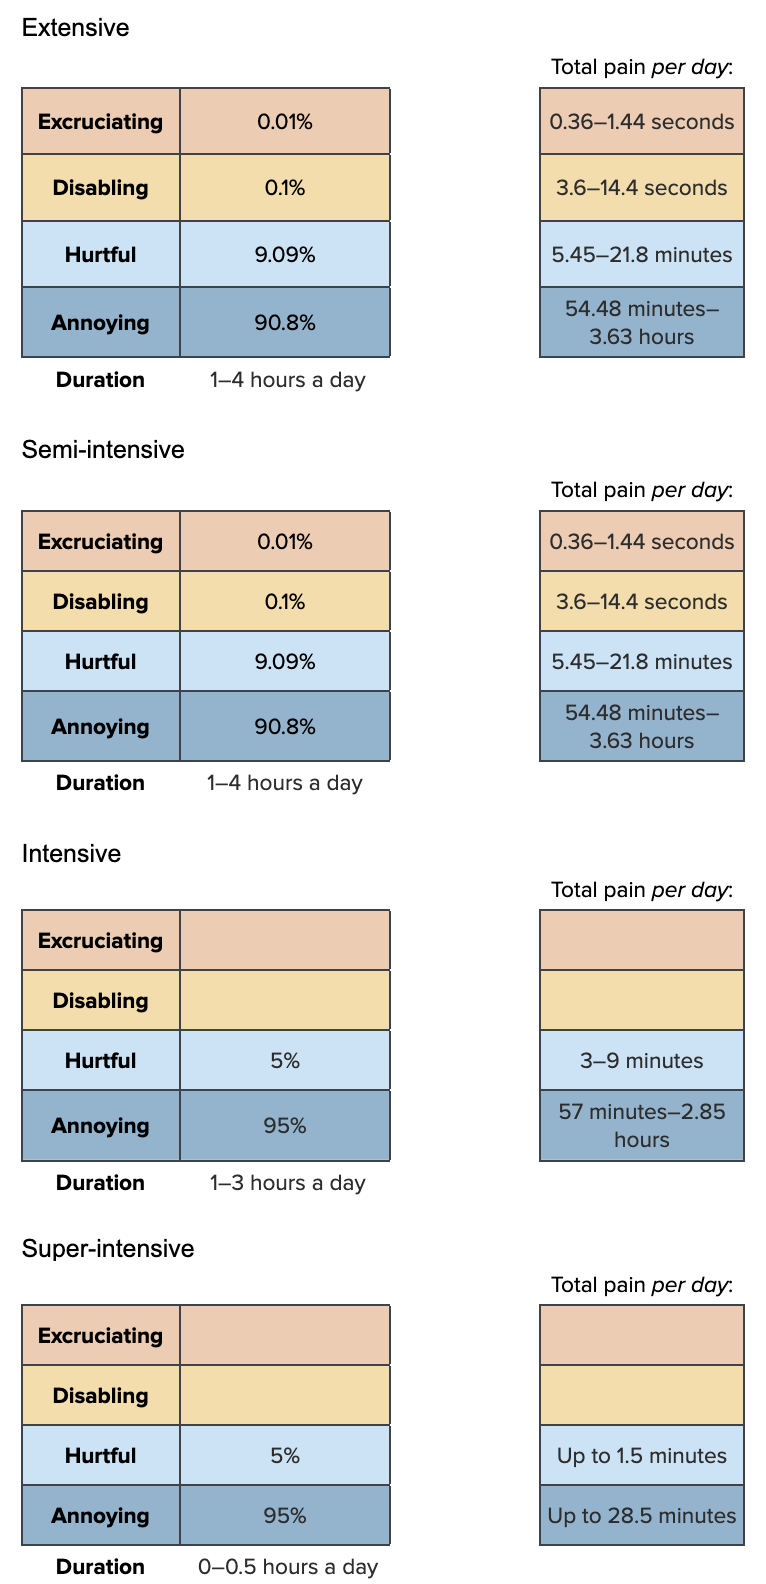 Extensive
Total pain per day:
Excruciating 0.01% 0.36–1.44 seconds
Disabling 0.1% 3.6–14.4 seconds
Hurtful 9.09% 5.45–21.8 minutes
Annoying 90.8% 54.48 minutes–
3.63 hours
Duration 1–4 hours a day
Semi-intensive
Total pain per day:
Excruciating 0.01% 0.36–1.44 seconds
Disabling 0.1% 3.6–14.4 seconds
Hurtful 9.09% 5.45–21.8 minutes
Annoying 90.8% 54.48 minutes–
3.63 hours
Duration 1–4 hours a day
Intensive
Total pain per day:
Excruciating
Disabling
Hurtful 5% 3–9 minutes
Annoying 95% 57 minutes–2.85
hours
Duration 1–3 hours a day
Super-intensive
Total pain per day:
Excruciating
Disabling
Hurtful 5% Up to 1.5 minutes
Annoying 95% Up to 28.5 minutes
Duration 0–0.5 hours a day